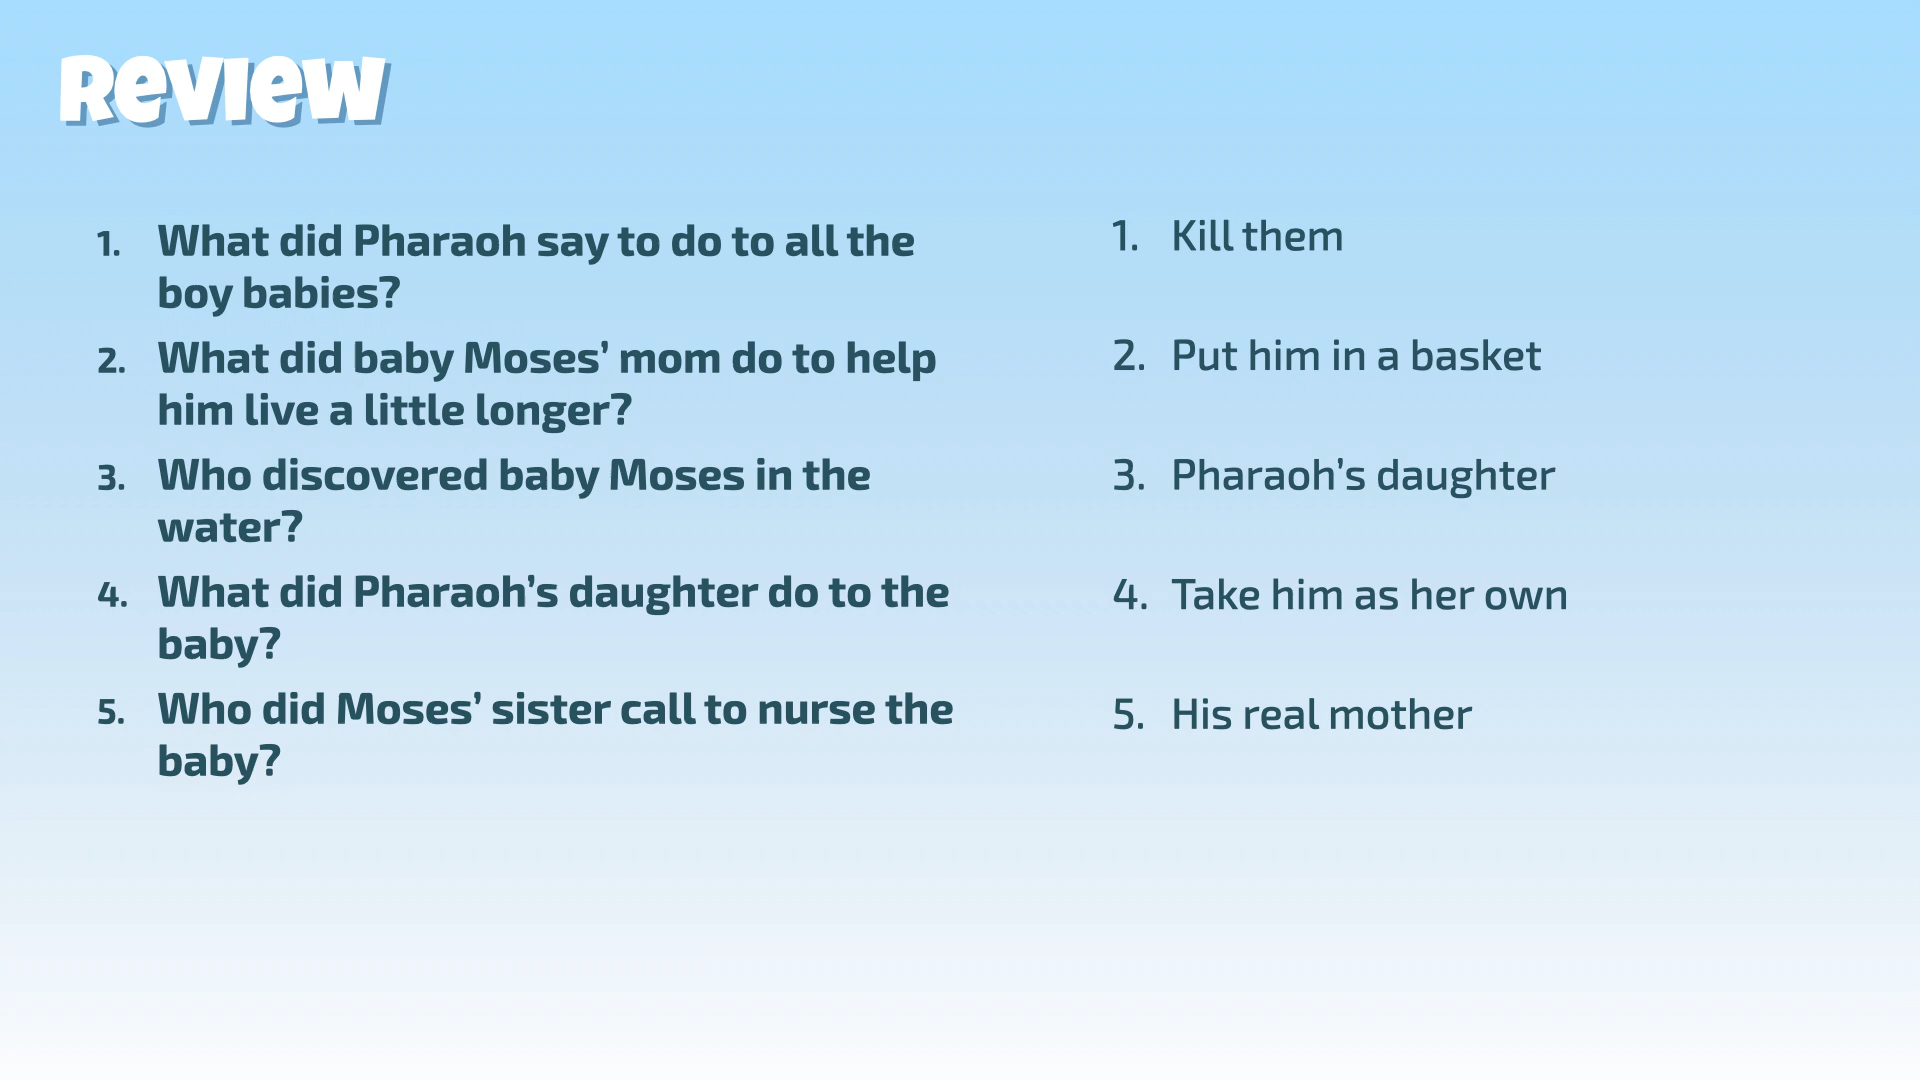 Review
1. What did Pharaoh say to do to all the
boy babies?
2. What did baby Moses’ mom do to help
him live a little longer?
3. Who discovered baby Moses in the
water?
4. What did Pharaoh’s daughter do to the
baby?
5. Who did Moses’ sister call to nurse the
baby?
1. Kill them
2. Put him in a basket
3. Pharaoh’s daughter
4. Take him as her own
5. His real mother